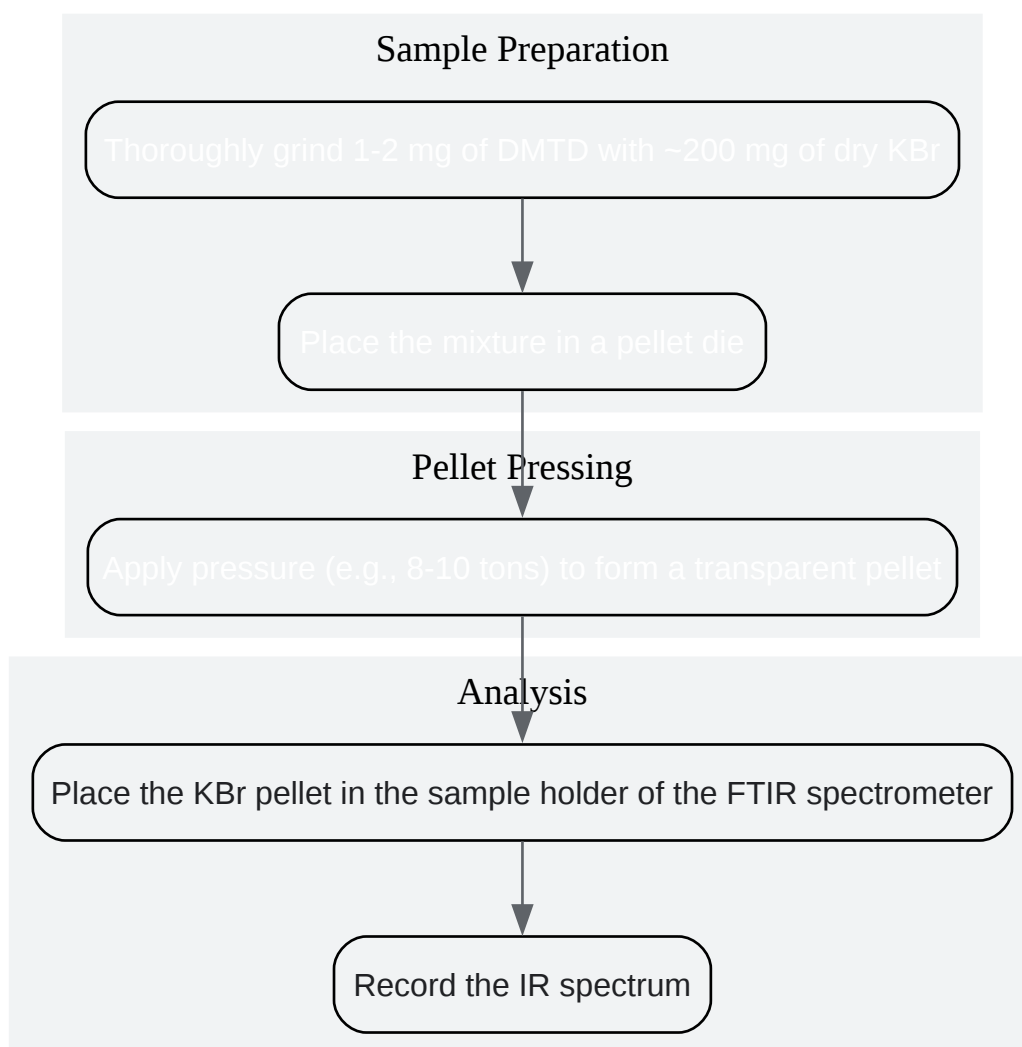 Sample Preparation
Thoroughly grind 1-2 mg of DMTD with ~200 mg of dry KBr
Place the mixture in a pellet die
Pellet Pressing
Apply pressure (e.g., 8-10 tons) to form a transparent pellet
Analysis
Place the KBr pellet in the sample holder of the FTIR spectrometer
Record the IR spectrum